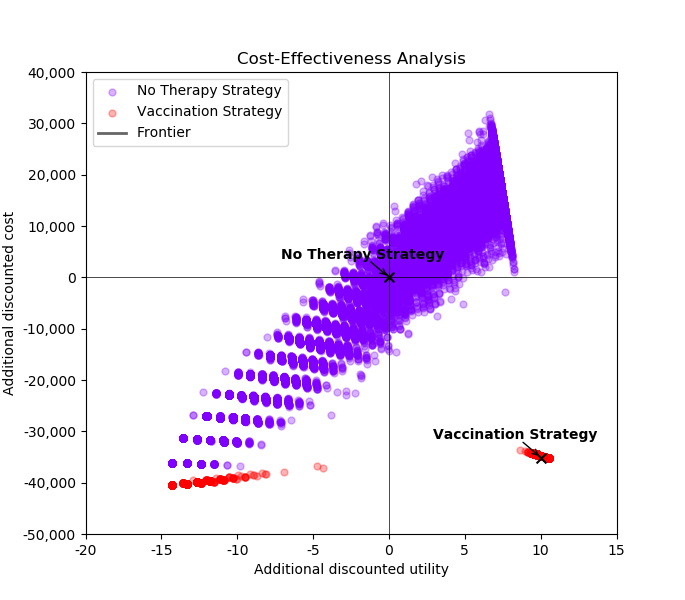 Cost-Effectiveness Analysis
No Therapy Strategy
Vaccination Strategy
Frontier
40,000
30,000
20,000
10,000
0
-10,000
-20,000
-30,000
-40,000
-50,000
Additional discounted cost
No Therapy Strategy
Vaccination Strategy
-20
-15
-10
-5
0
5
10
15
Additional discounted utility